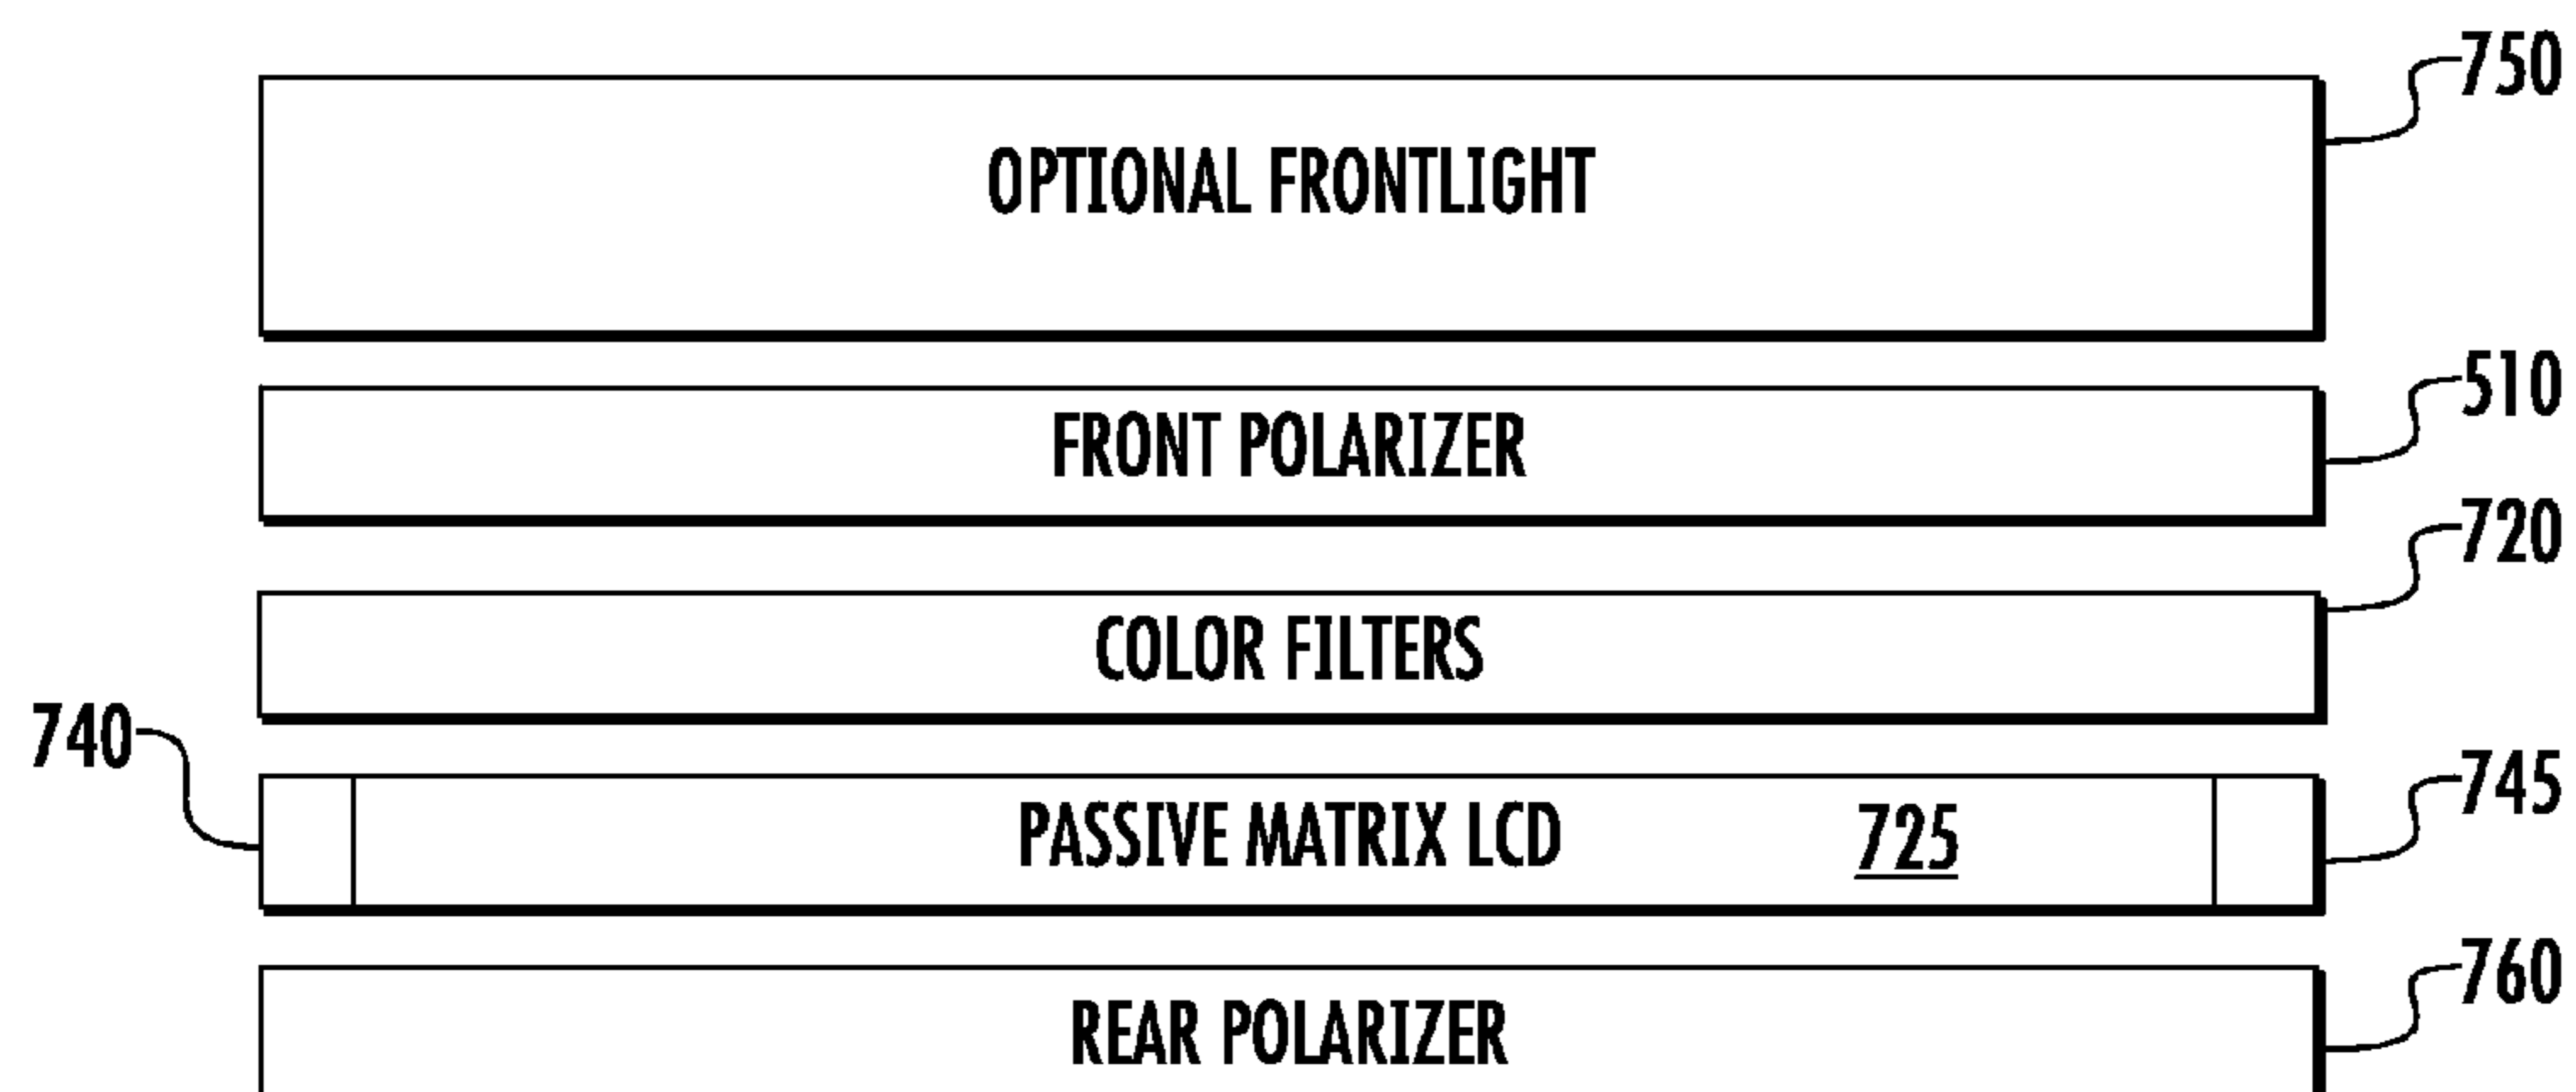 750
OPTIONAL FRONTLIGHT
510
FRONT POLARIZER
720
COLOR FILTERS
740
745
PASSIVE MATRIX LCD 725
760
REAR POLARIZER